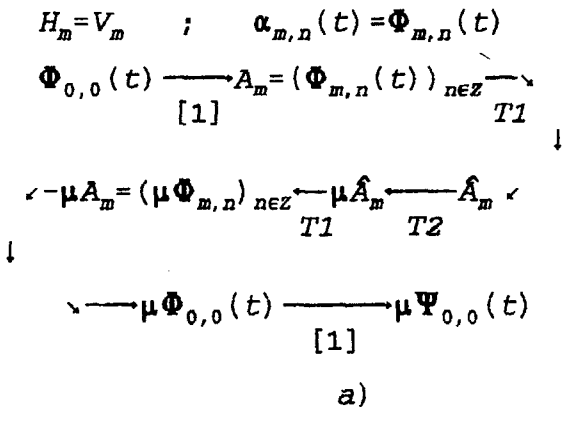 H_m=V_m ; α_{m,n}(t)=Φ_{m,n}(t)
Φ_{0,0}(t) ⟶ A_m=(Φ_{m,n}(t))_{n∈Z} ⟶↘
[1] T1
↓
↙ −μA_m=(μΦ_{m,n})_{n∈Z} ⟵ μÂ_m ⟵ Â_m ↙
T1 T2
↓
↘ ⟶ μΦ_{0,0}(t) ⟶ μΨ_{0,0}(t)
[1]
a)